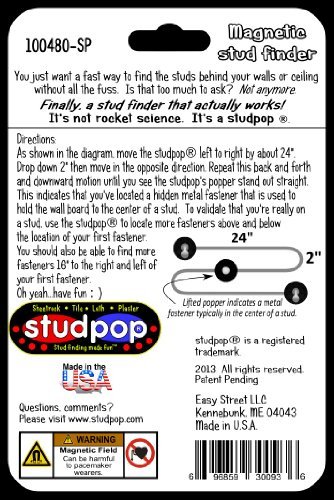 100480-SP
Magnetic
stud finder
You just want a fast way to find the studs behind your walls or ceiling
without all the fuss. Is that too much to ask? Not anymore.
Finally, a stud finder that actually works!
It's not rocket science. It's a studpop ®.
Directions:
As shown in the diagram, move the studpop® left to right by about 24".
Drop down 2" then move in the opposite direction. Repeat this back and forth
and downward motion until you see the studpop's popper stand out straight.
This indicates that you've located a hidden metal fastener that is used to
hold the wall board to the center of a stud. To validate that you're really on
a stud, use the studpop® to locate more fasteners above and below
the location of your first fastener.
You should also be able to find more
fasteners 16" to the right and left of
your first fastener.
Oh yeah..have fun : )
24"
2"
Lifted popper indicates a metal
fastener typically in the center of a stud.
Sheetrock • Tile • Lath • Plaster
studpop
Stud finding made fun™
Made in the
USA
studpop® is a registered
trademark.
2013 All rights reserved.
Patent Pending
Questions, comments?
Please visit www.studpop.com
Easy Street LLC
Kennebunk, ME 04043
Made in U.S.A.
WARNING
Magnetic Field
Can be harmful
to pacemaker
wearers.
6 96859 30093 6